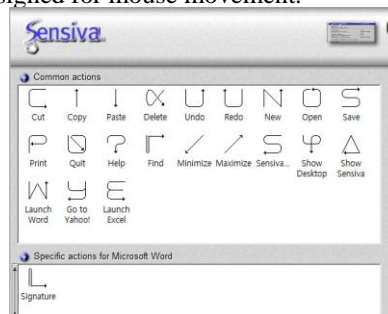 signed for mouse movement.
Sensiva
Common actions
Cut Copy Paste Delete Undo Redo New Open Save
Print Quit Help Find Minimize Maximize Sensiva... Show Desktop Show Sensiva
Launch Word Go to Yahoo! Launch Excel
Specific actions for Microsoft Word
Signature